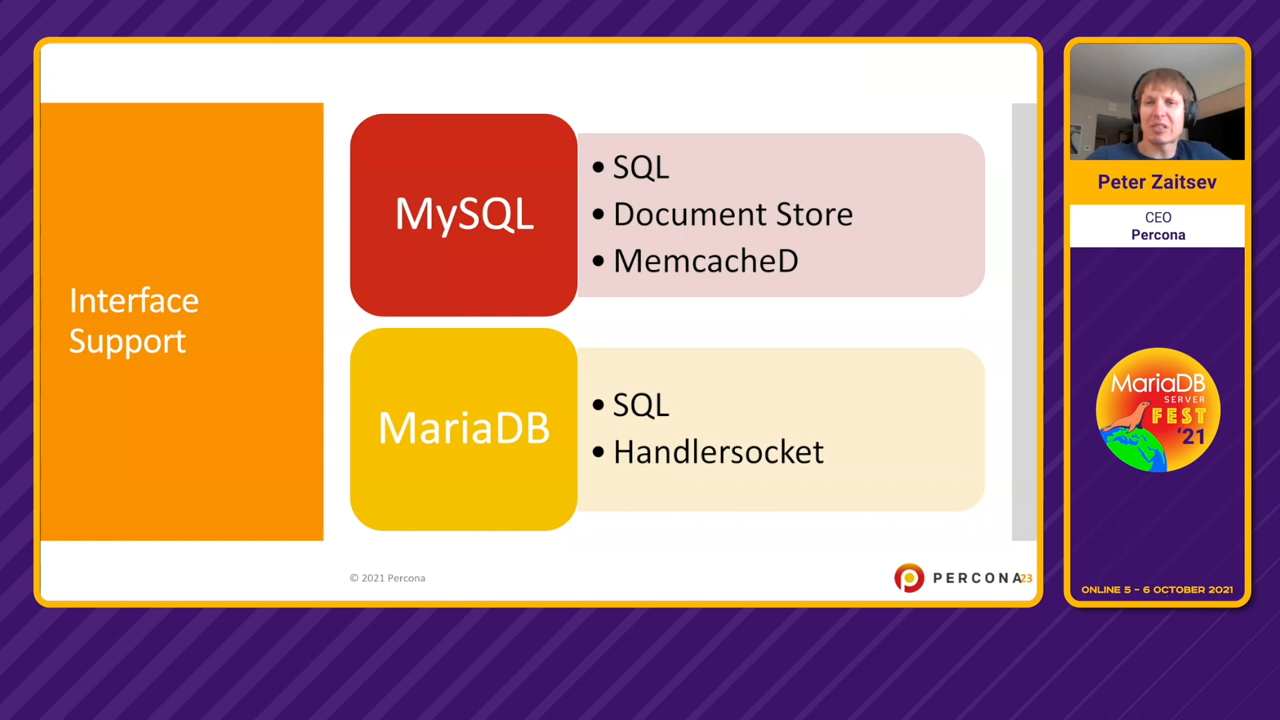 Interface
Support
MySQL
• SQL
• Document Store
• MemcacheD
MariaDB
• SQL
• Handlersocket
© 2021 Percona
PERCONA
23
Peter Zaitsev
CEO
Percona
MariaDB
SERVER
FEST
'21
ONLINE 5 - 6 OCTOBER 2021